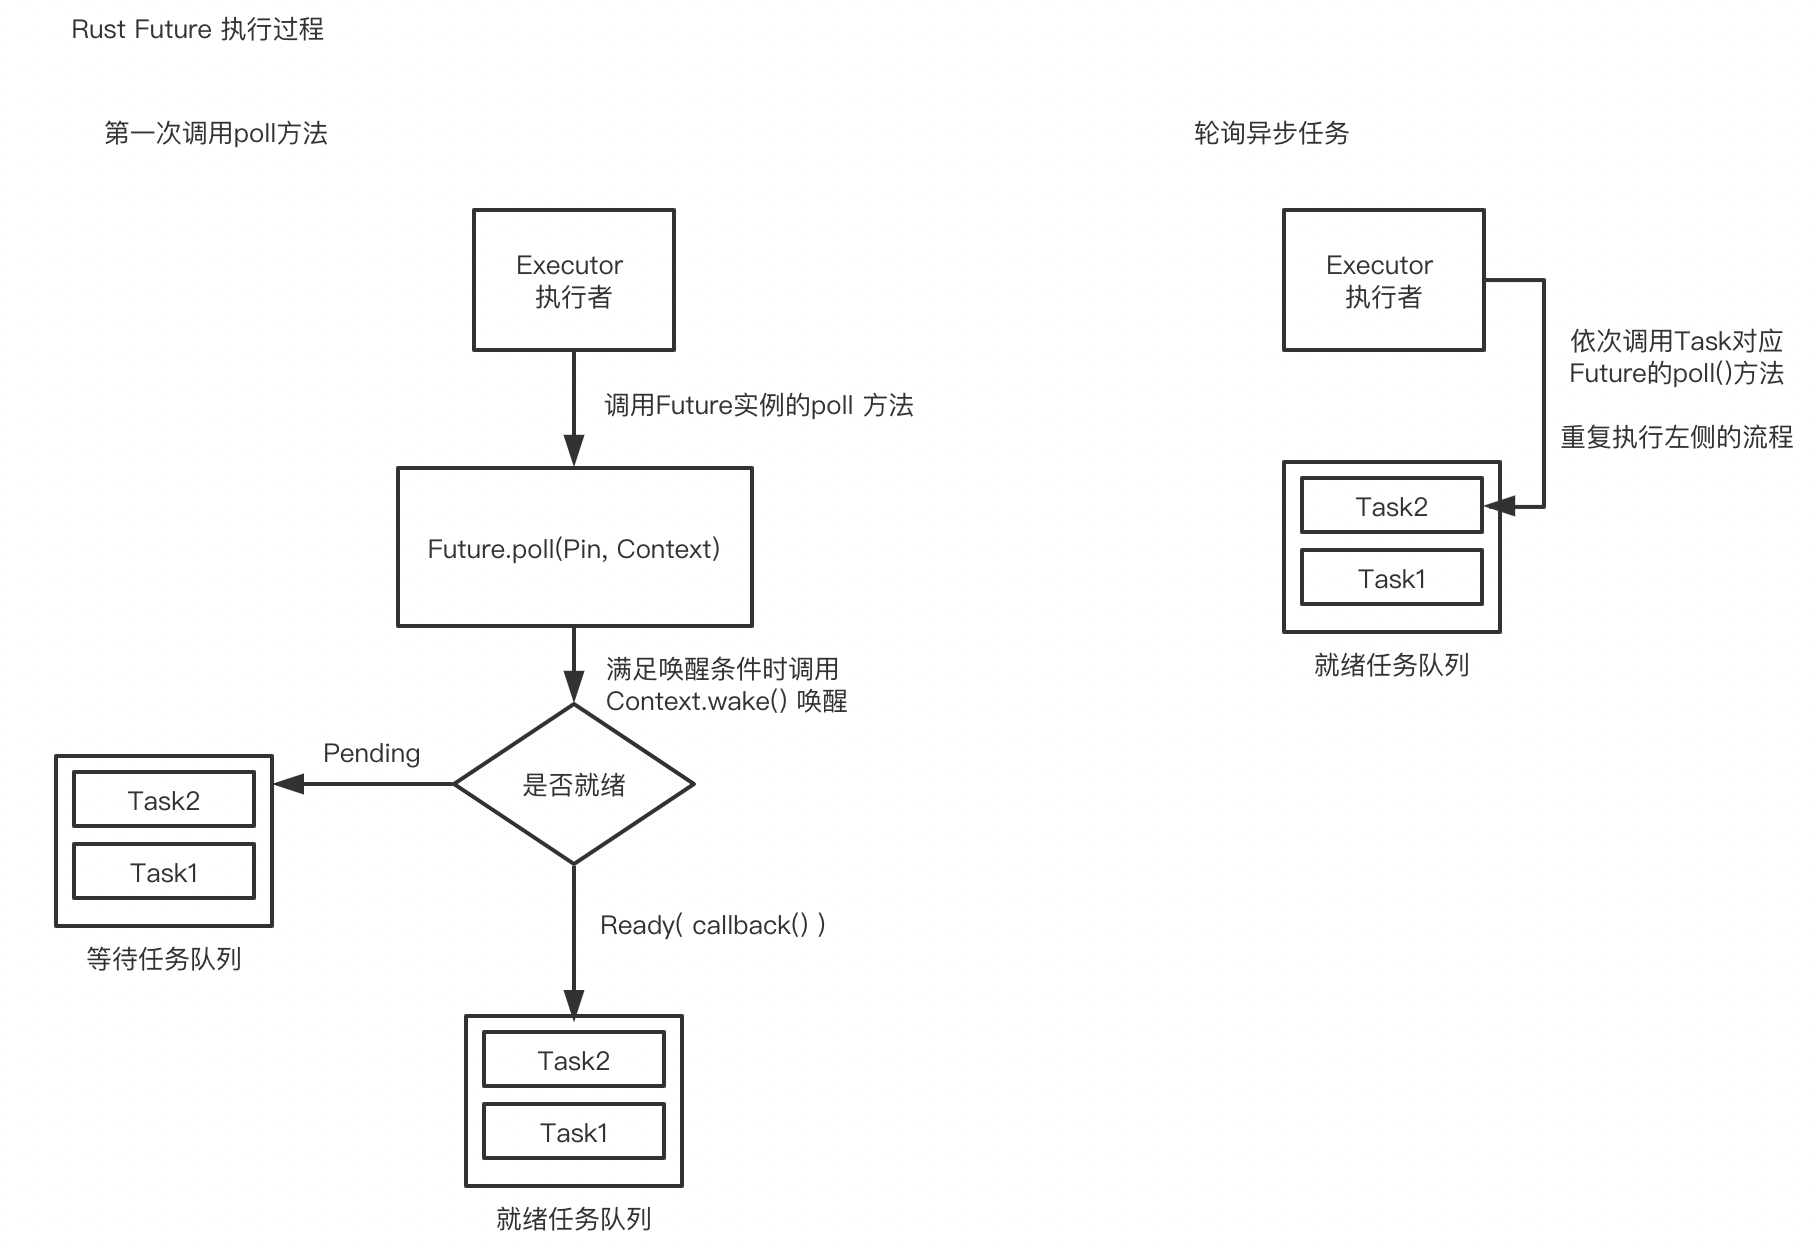 Rust Future 执行过程
第一次调用poll方法
Executor
执行者
调用Future实例的poll 方法
Future.poll(Pin, Context)
满足唤醒条件时调用
Context.wake() 唤醒
是否就绪
Pending
Task2
Task1
等待任务队列
Ready( callback() )
Task2
Task1
就绪任务队列
轮询异步任务
Executor
执行者
依次调用Task对应
Future的poll()方法
重复执行左侧的流程
Task2
Task1
就绪任务队列